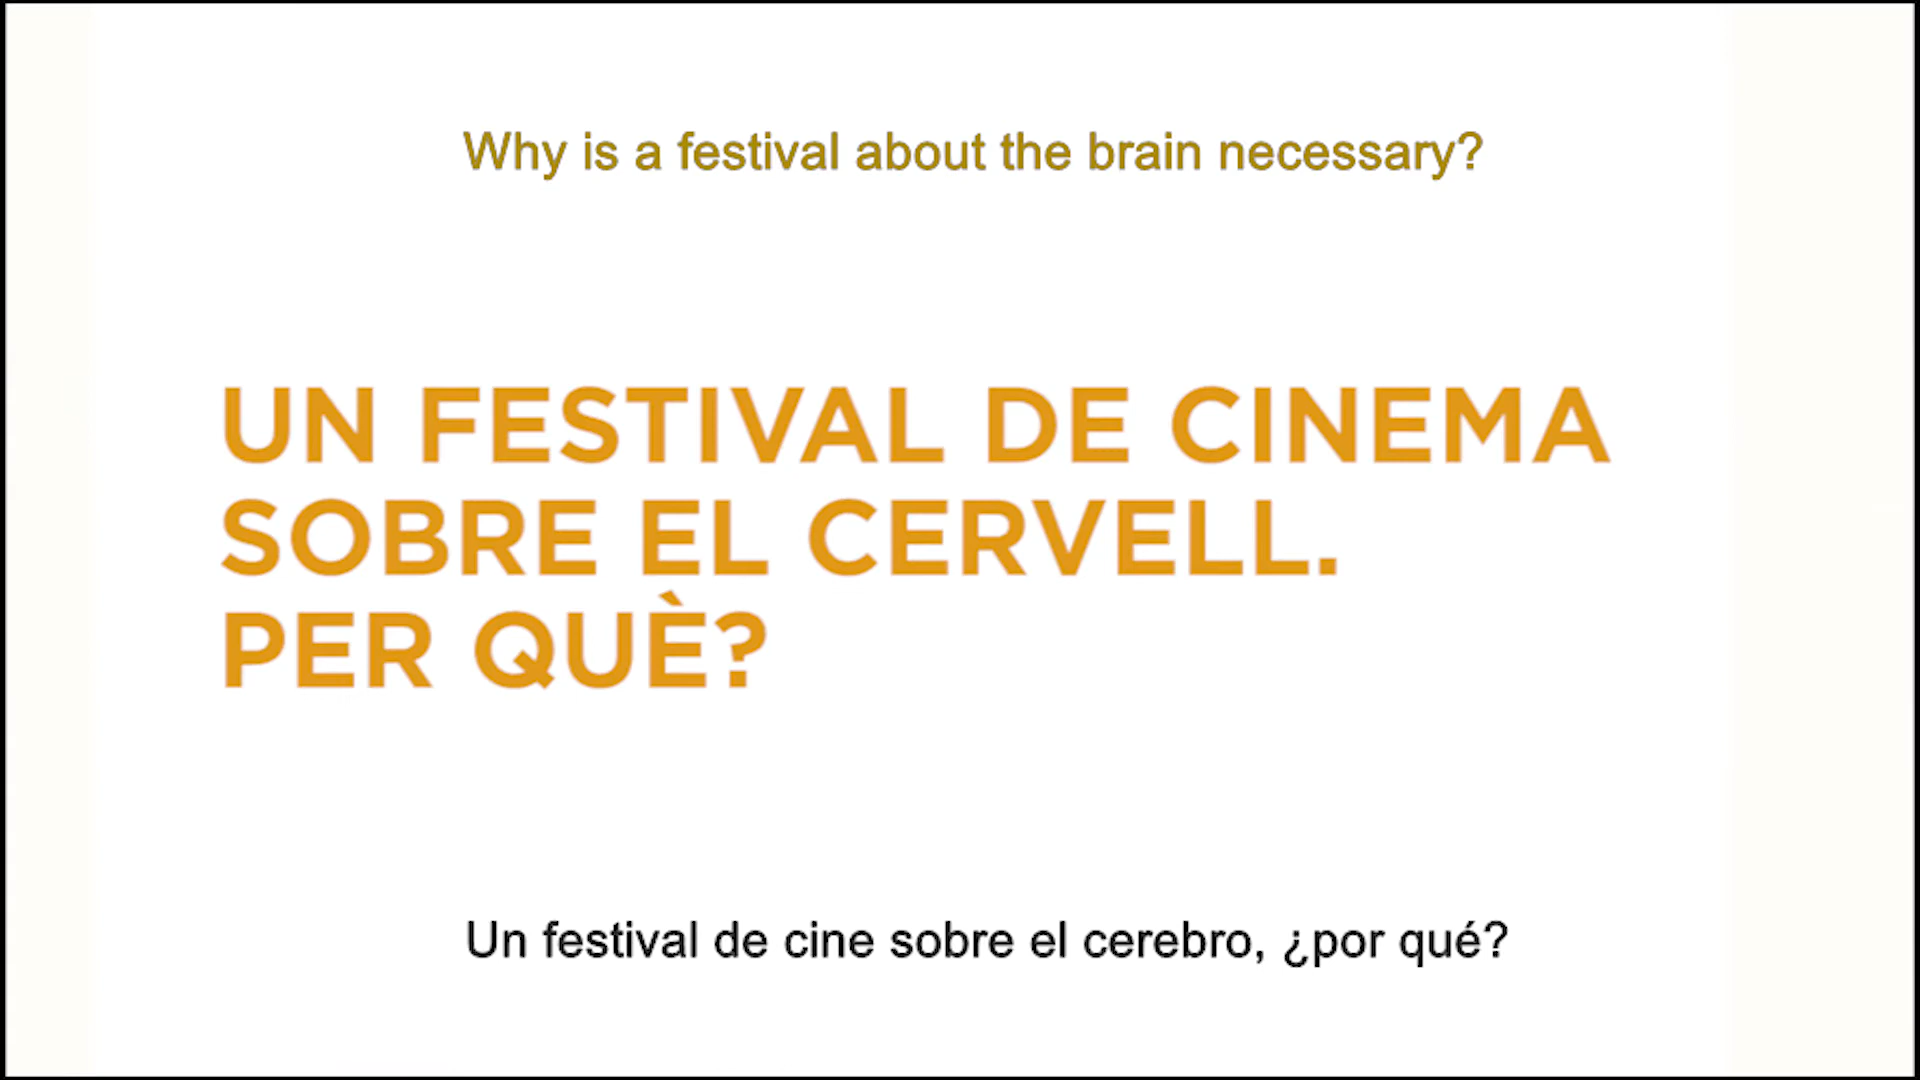 Why is a festival about the brain necessary?
UN FESTIVAL DE CINEMA
SOBRE EL CERVELL.
PER QUÈ?
Un festival de cine sobre el cerebro, ¿por qué?